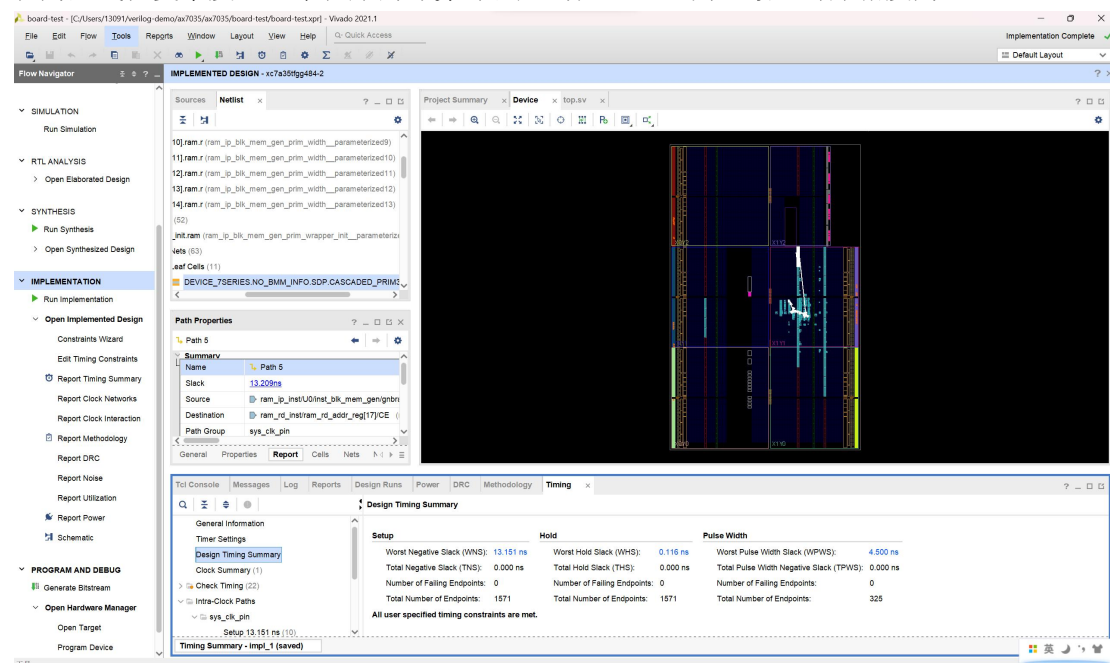 board-test - [C:/Users/13091/verilog-demo/ax7035/ax7035/board-test/board-test.xpr] - Vivado 2021.1
File Edit Flow Tools Reports Window Layout View Help Quick Access
Implementation Complete
Default Layout
Flow Navigator
IMPLEMENTED DESIGN - xc7a35tfgg484-2
SIMULATION
Run Simulation
RTL ANALYSIS
Open Elaborated Design
SYNTHESIS
Run Synthesis
Open Synthesized Design
IMPLEMENTATION
Run Implementation
Open Implemented Design
Constraints Wizard
Edit Timing Constraints
Report Timing Summary
Report Clock Networks
Report Clock Interaction
Report Methodology
Report DRC
Report Noise
Report Utilization
Report Power
Schematic
PROGRAM AND DEBUG
Generate Bitstream
Open Hardware Manager
Open Target
Program Device
Sources Netlist
10].ram.r (ram_ip_blk_mem_gen_prim_width__parameterized9)
11].ram.r (ram_ip_blk_mem_gen_prim_width__parameterized10)
12].ram.r (ram_ip_blk_mem_gen_prim_width__parameterized11)
13].ram.r (ram_ip_blk_mem_gen_prim_width__parameterized12)
14].ram.r (ram_ip_blk_mem_gen_prim_width__parameterized13)
(52)
_init.ram (ram_ip_blk_mem_gen_prim_wrapper_init__parameteriz
Nets (63)
Leaf Cells (11)
DEVICE_7SERIES.NO_BMM_INFO.SDP.CASCADED_PRIM3
Path Properties
Path 5
Summary
Name Path 5
Slack 13.209ns
Source ram_ip_inst/U0/inst_blk_mem_gen/gnbr
Destination ram_rd_inst/ram_rd_addr_reg[17]/CE
Path Group sys_clk_pin
General Properties Report Cells Nets
Project Summary Device top.sv
X0Y2 X1Y2
X1Y1
X0Y0 X1Y0
Tcl Console Messages Log Reports Design Runs Power DRC Methodology Timing
Design Timing Summary
General Information
Timer Settings
Design Timing Summary
Clock Summary (1)
Check Timing (22)
Intra-Clock Paths
sys_clk_pin
Setup 13.151 ns (10)
Setup Hold Pulse Width
Worst Negative Slack (WNS): 13.151 ns Worst Hold Slack (WHS): 0.116 ns Worst Pulse Width Slack (WPWS): 4.500 ns
Total Negative Slack (TNS): 0.000 ns Total Hold Slack (THS): 0.000 ns Total Pulse Width Negative Slack (TPWS): 0.000 ns
Number of Failing Endpoints: 0 Number of Failing Endpoints: 0 Number of Failing Endpoints: 0
Total Number of Endpoints: 1571 Total Number of Endpoints: 1571 Total Number of Endpoints: 325
All user specified timing constraints are met.
Timing Summary - impl_1 (saved)
英